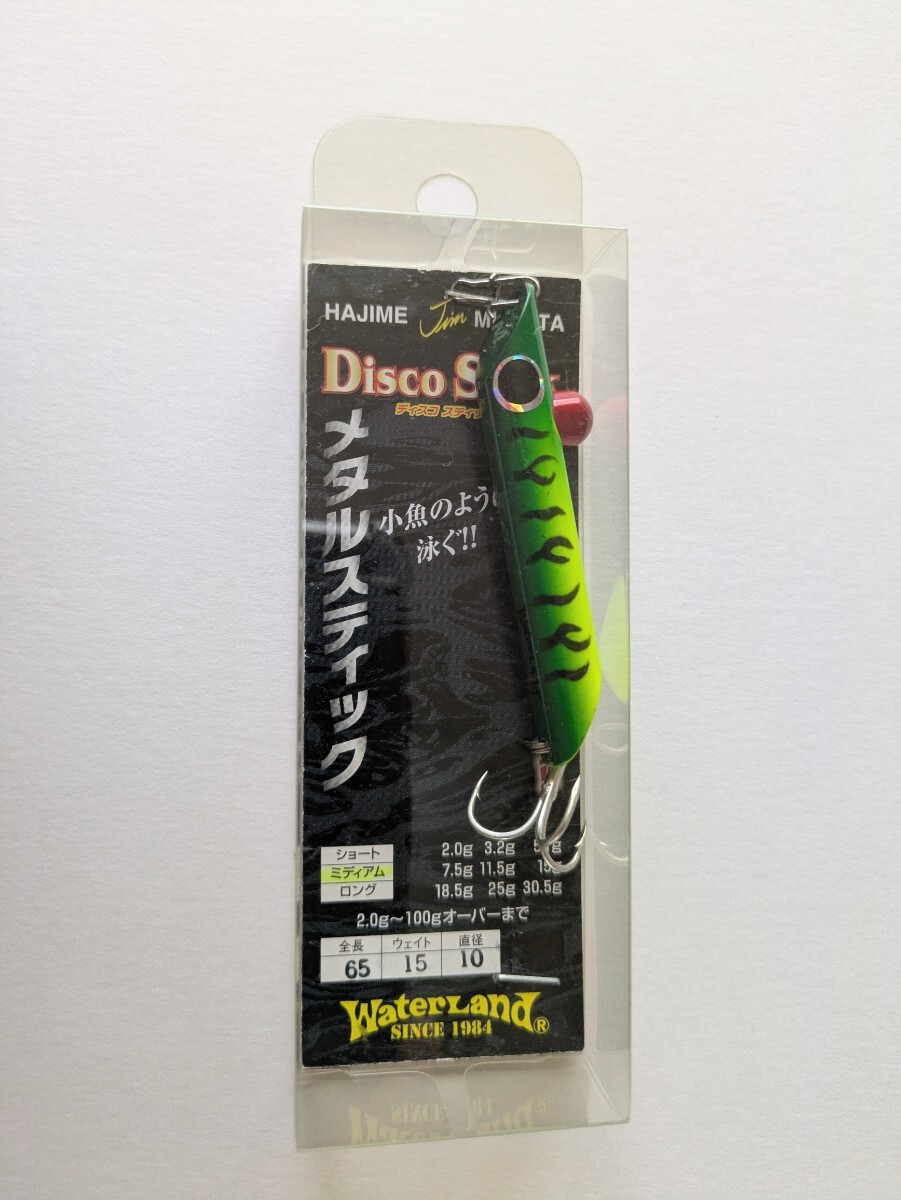 HAJIME Jim
Disco
ディスコ スティッ
メタルスティック
小魚のように
泳ぐ!!
ショート 2.0g 3.2g
ミディアム 7.5g 11.5g 15g
ロング 18.5g 25g 30.5g
2.0g〜100gオーバーまで
全長 ウェイト 直径
65 15 10
WaterLand®
SINCE 1984